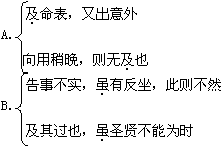 A.
及命表，又出意外
向用稍晚，则无及也
B.
告事不实，虽有反坐，此则不然
及其过也，虽圣贤不能为时